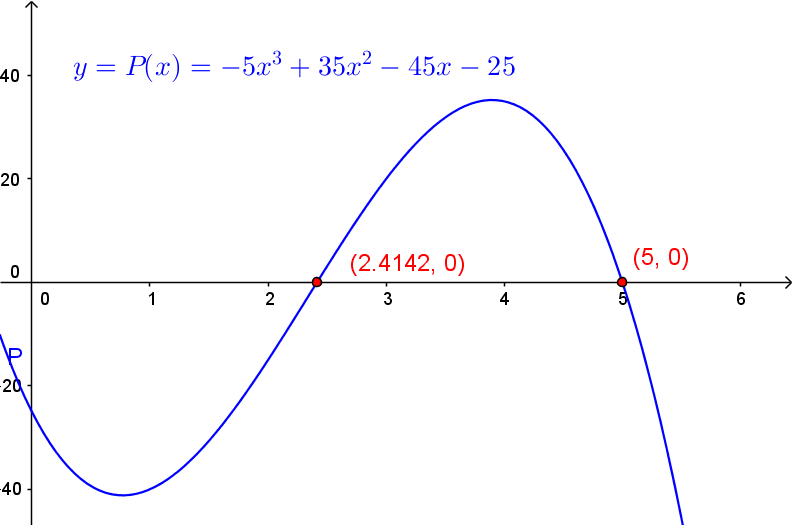 y = P(x) = −5x³ + 35x² − 45x − 25
40
20
(5, 0)
(2.4142, 0)
0
0 1 2 3 4 5 6
P
-20
-40